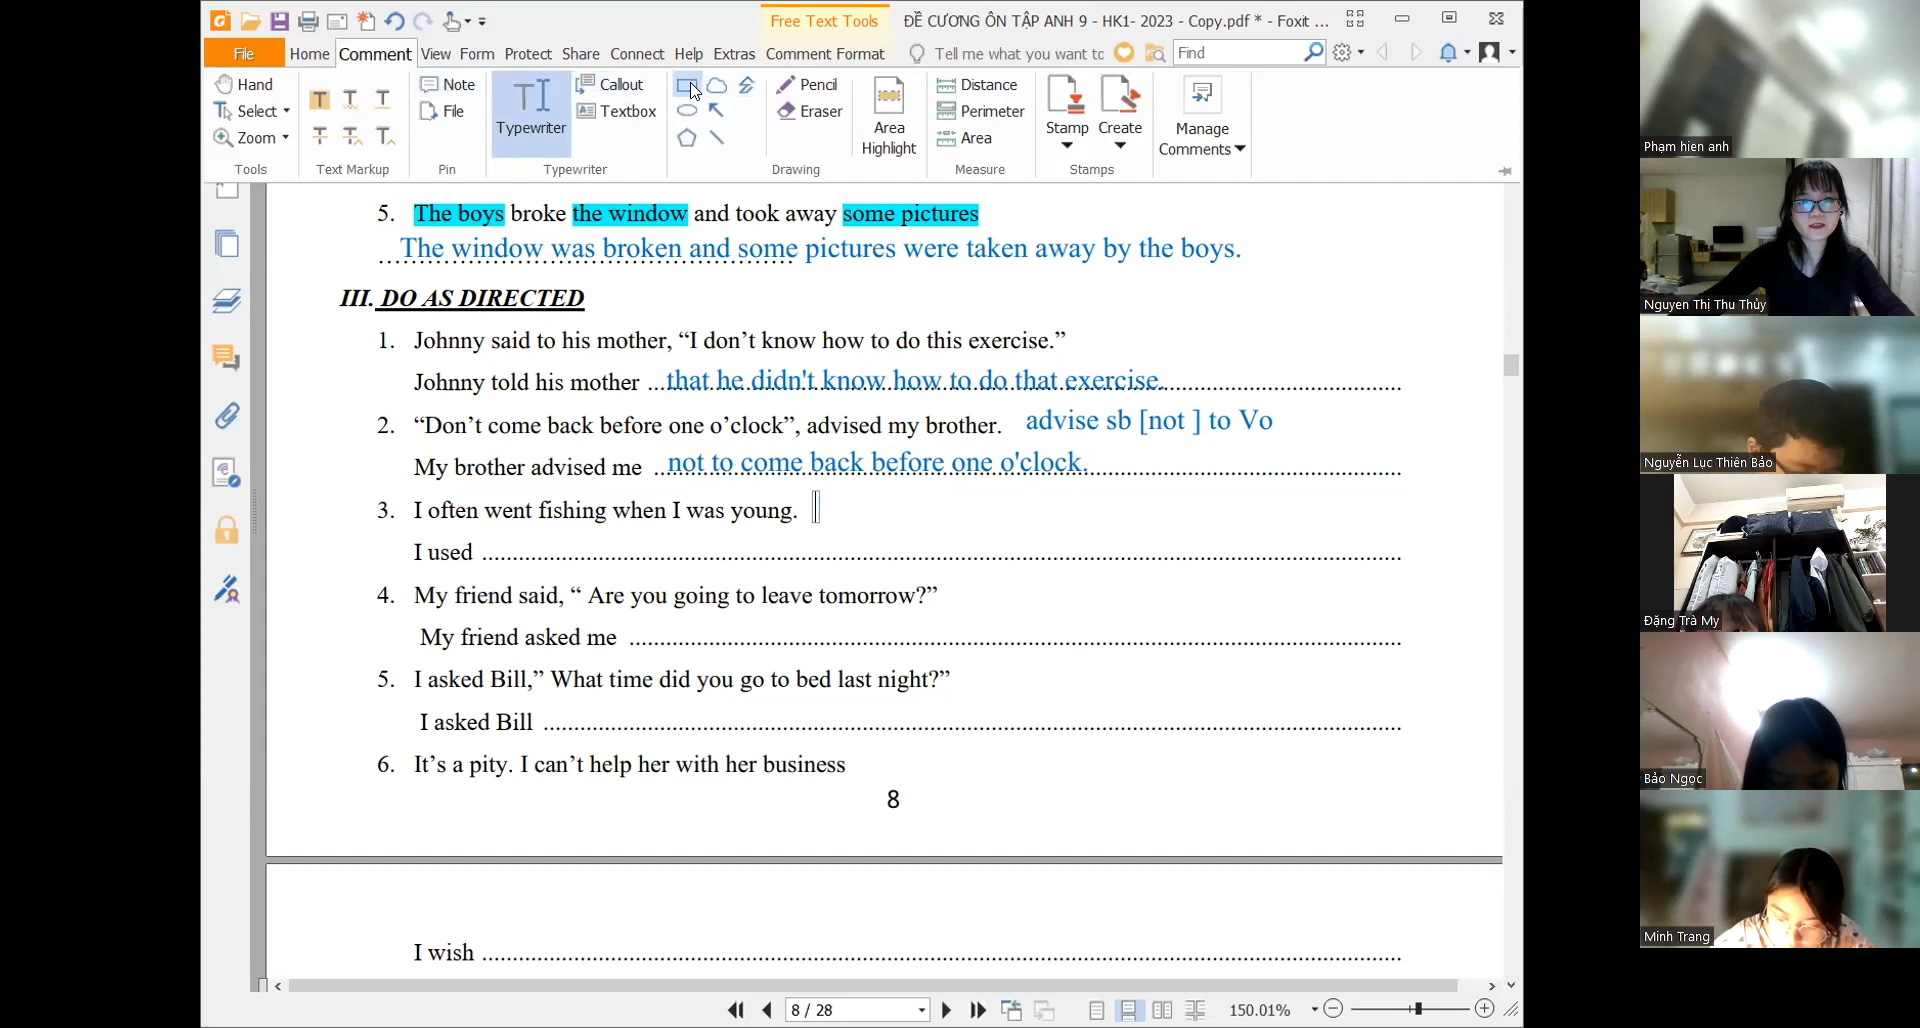 Free Text Tools
ĐỀ CƯƠNG ÔN TẬP ANH 9 - HK1- 2023 - Copy.pdf * - Foxit ...
File Home Comment View Form Protect Share Connect Help Extras Comment Format Tell me what you want to Find
Hand
Select
Zoom
Tools
Text Markup
Note
File
Pin
Typewriter
Callout
Textbox
Typewriter
Pencil
Eraser
Drawing
Area
Highlight
Distance
Perimeter
Area
Measure
Stamp
Create
Stamps
Manage
Comments
5. The boys broke the window and took away some pictures
The window was broken and some pictures were taken away by the boys.
III. DO AS DIRECTED
1. Johnny said to his mother, “I don’t know how to do this exercise.”
Johnny told his mother that he didn't know how to do that exercise.
2. “Don’t come back before one o’clock”, advised my brother. advise sb [not ] to Vo
My brother advised me not to come back before one o'clock.
3. I often went fishing when I was young.
I used ........................................
4. My friend said, “ Are you going to leave tomorrow?”
My friend asked me ........................................
5. I asked Bill,” What time did you go to bed last night?”
I asked Bill ........................................
6. It’s a pity. I can’t help her with her business
8
I wish ........................................
8 / 28
150.01%
Phạm hien anh
Nguyen Thị Thu Thủy
Nguyễn Lục Thiên Bảo
Đặng Trà My
Bảo Ngọc
Minh Trang